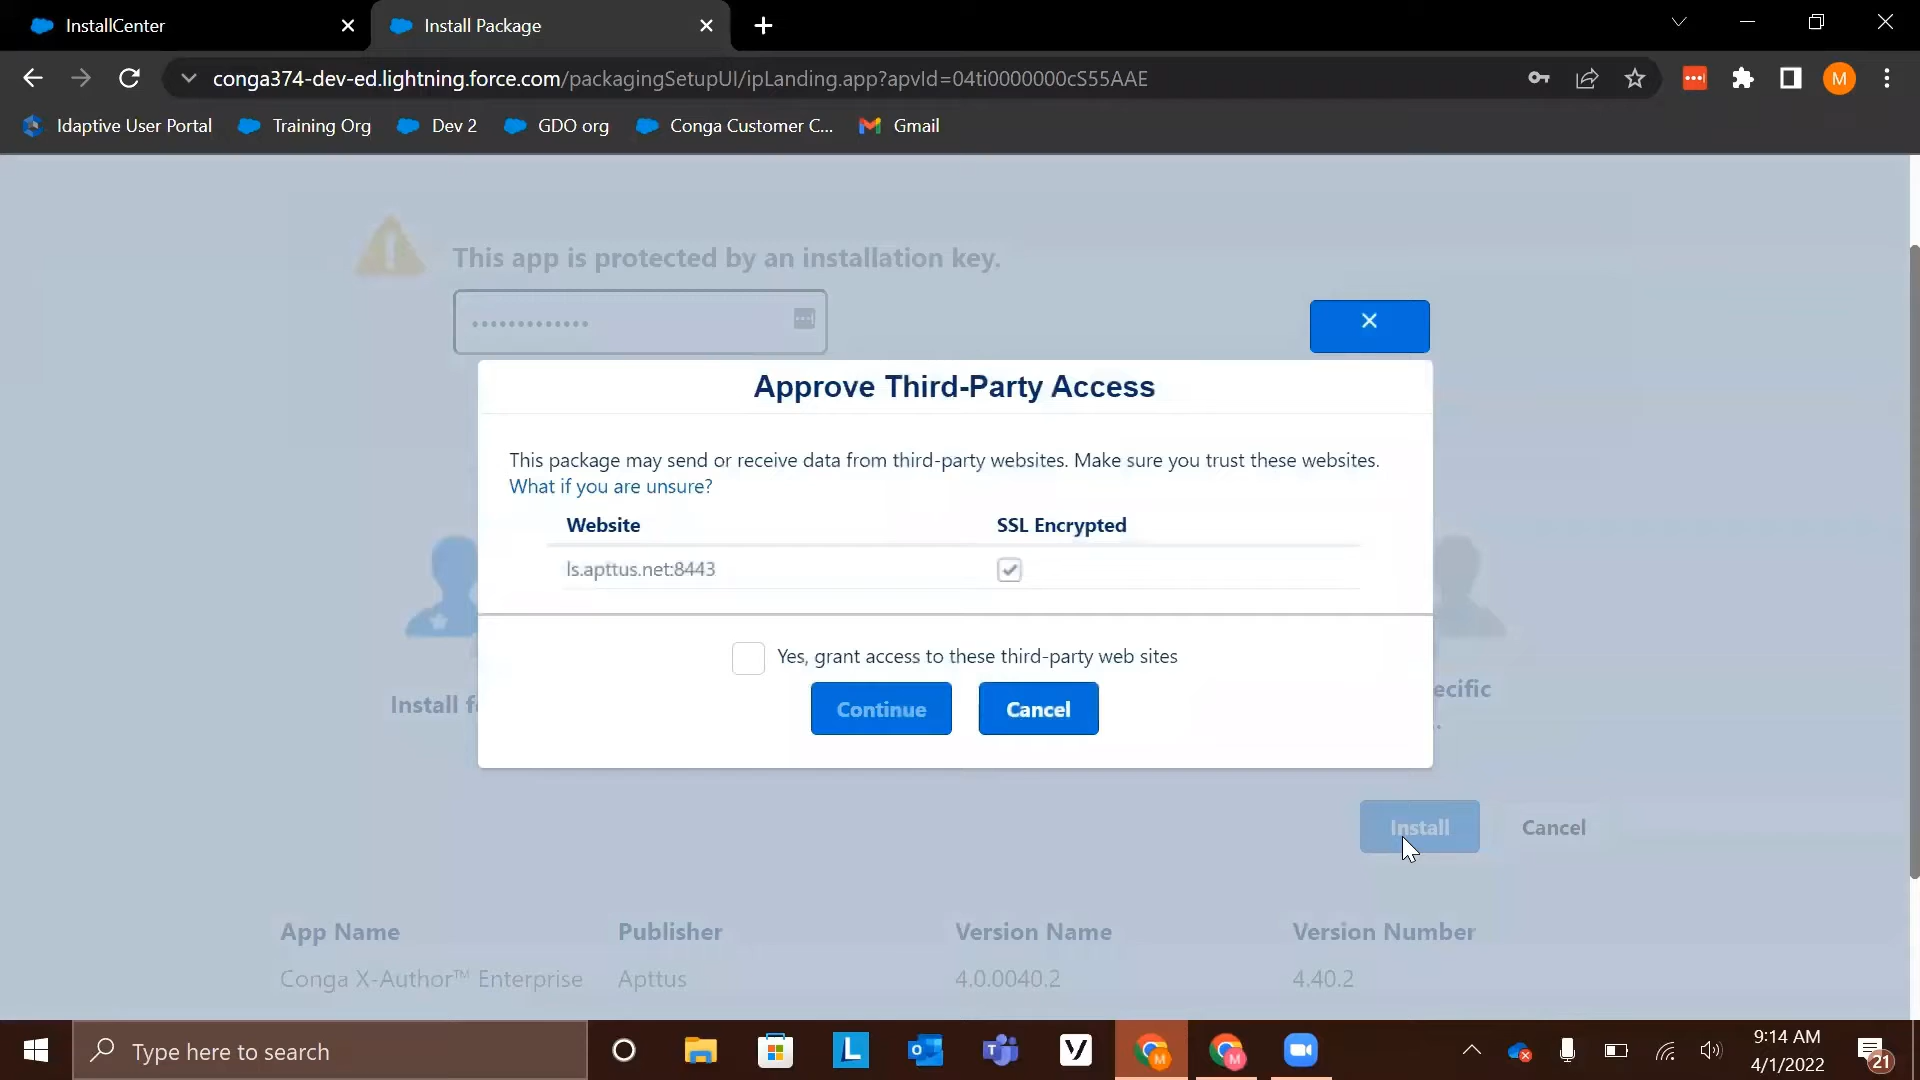 InstallCenter
Install Package
conga374-dev-ed.lightning.force.com/packagingSetupUI/ipLanding.app?apvId=04ti0000000cS55AAE
M
Idaptive User Portal
Training Org
Dev 2
GDO org
Conga Customer C...
Gmail
This app is protected by an installation key.
Approve Third-Party Access
This package may send or receive data from third-party websites. Make sure you trust these websites.
What if you are unsure?
Website SSL Encrypted
ls.apttus.net:8443
Yes, grant access to these third-party web sites
Continue
Cancel
Install f
ecific
Install
Cancel
App Name Publisher Version Name Version Number
Conga X-Author™ Enterprise Apttus 4.0.0040.2 4.40.2
Type here to search
9:14 AM
4/1/2022
21